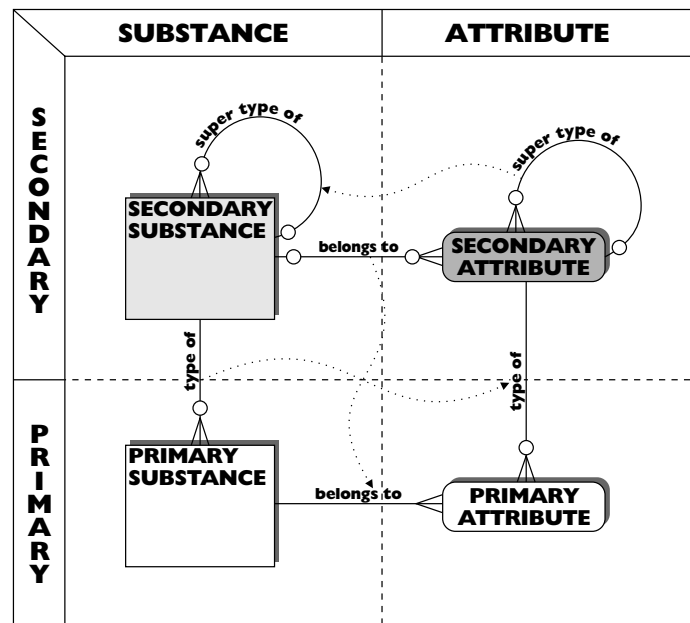 SUBSTANCE
ATTRIBUTE
SECONDARY
super type of
super type of
SECONDARY
SUBSTANCE
belongs to
SECONDARY
ATTRIBUTE
type of
type of
PRIMARY
PRIMARY
SUBSTANCE
belongs to
PRIMARY
ATTRIBUTE